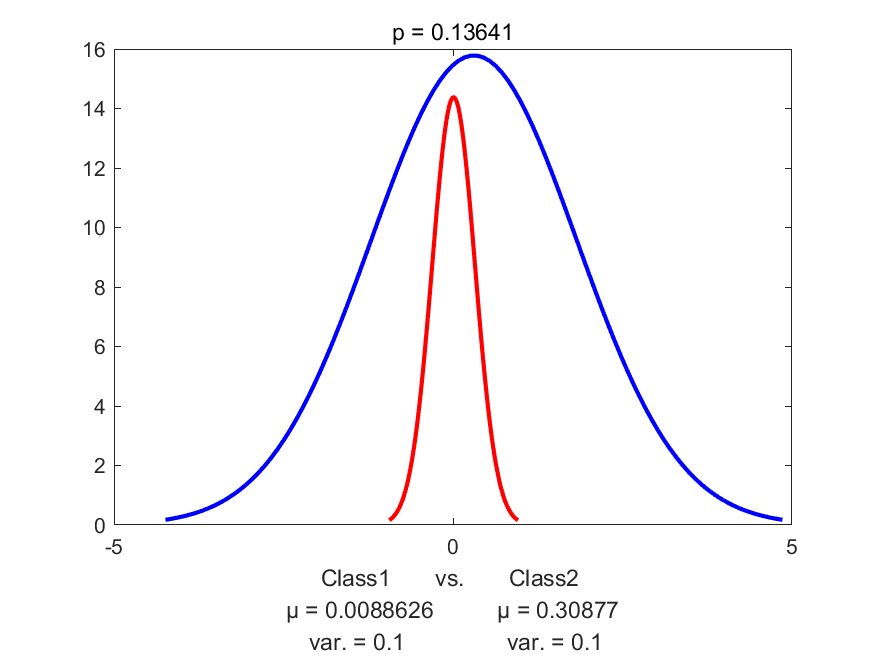 p = 0.13641
16
14
12
10
8
6
4
2
0
-5 0 5
Class1 vs. Class2
μ = 0.0088626 μ = 0.30877
var. = 0.1 var. = 0.1